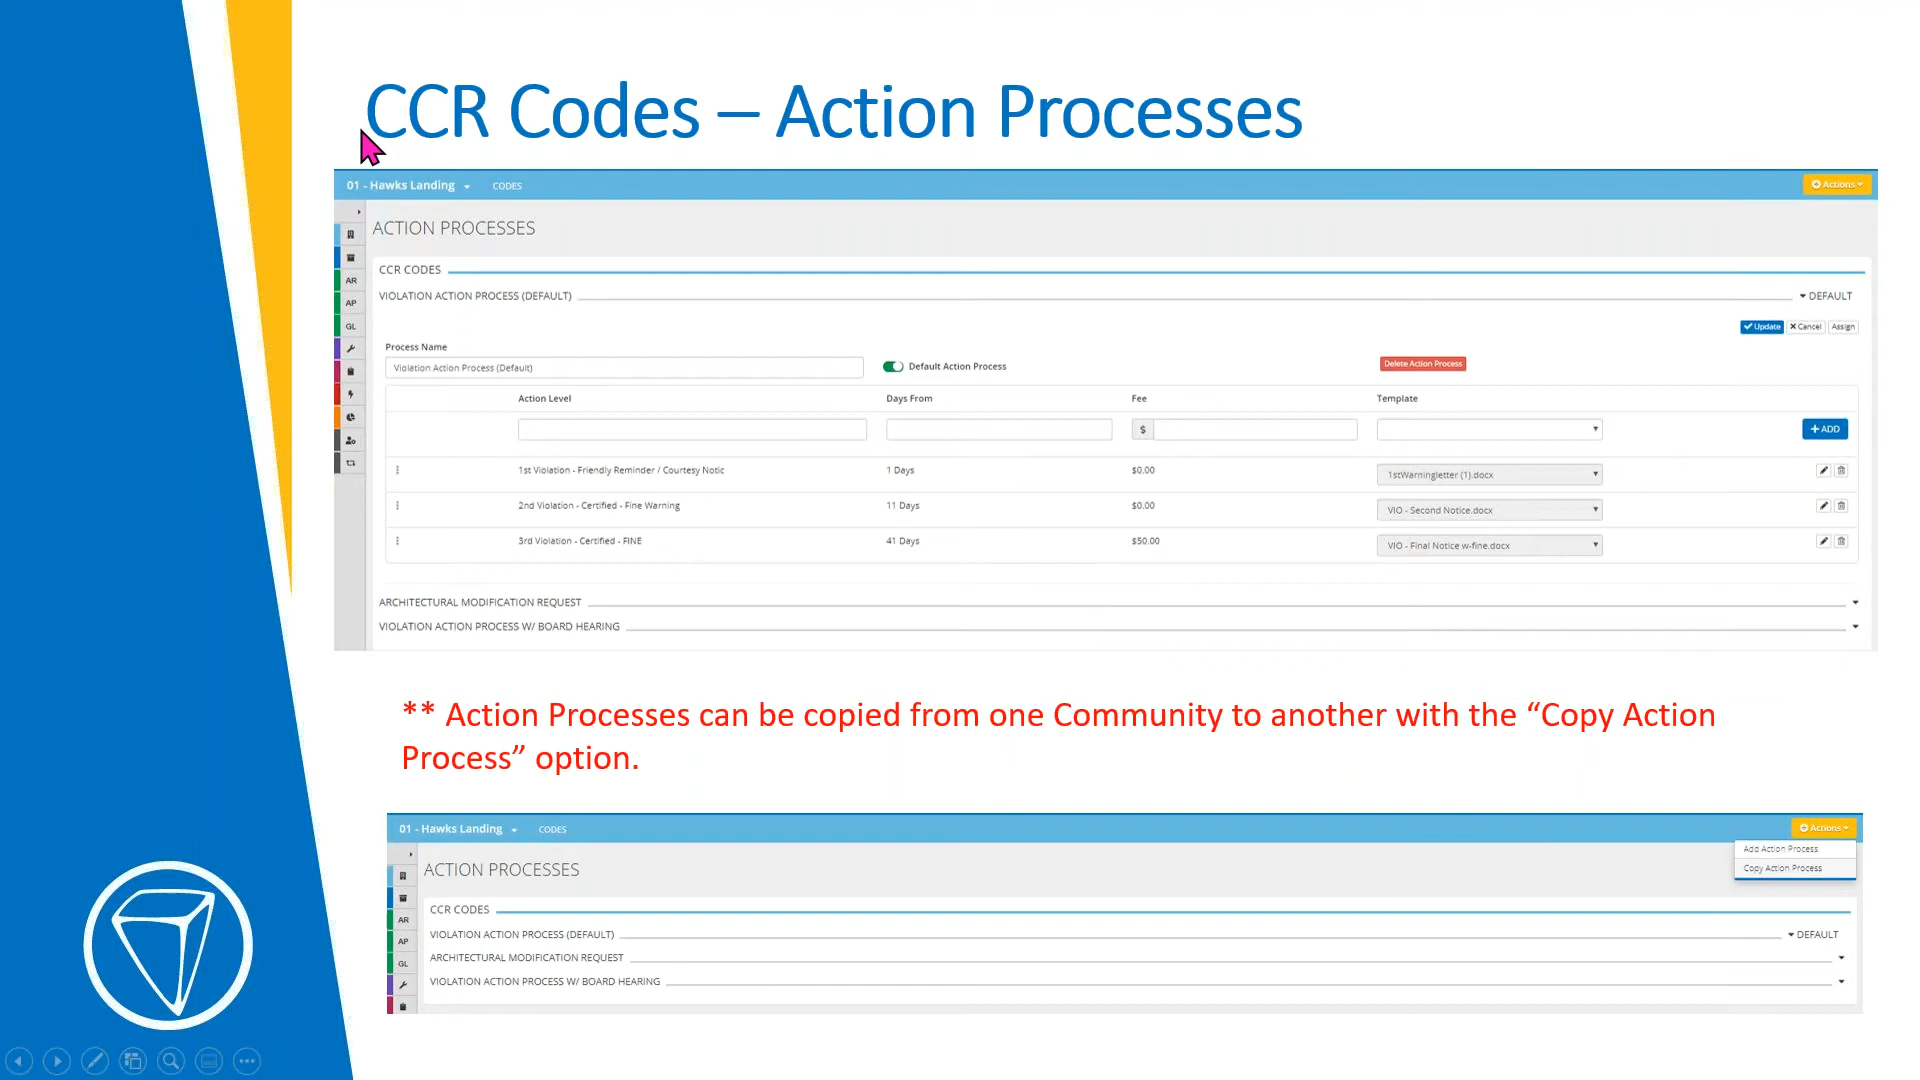 CCR Codes – Action Processes
01 - Hawks Landing CODES Actions
ACTION PROCESSES
CCR CODES
VIOLATION ACTION PROCESS (DEFAULT) DEFAULT
Update Cancel Assign
Process Name
Violation Action Process (Default) Default Action Process Delete Action Process
Action Level Days From Fee Template
$ + ADD
1st Violation - Friendly Reminder / Courtesy Notic 1 Days $0.00 1stWarningletter (1).docx
2nd Violation - Certified - Fine Warning 11 Days $0.00 VIO - Second Notice.docx
3rd Violation - Certified - FINE 41 Days $50.00 VIO - Final Notice w-fine.docx
ARCHITECTURAL MODIFICATION REQUEST
VIOLATION ACTION PROCESS W/ BOARD HEARING
AR
AP
GL
** Action Processes can be copied from one Community to another with the “Copy Action
Process” option.
01 - Hawks Landing CODES Actions
Add Action Process
Copy Action Process
ACTION PROCESSES
CCR CODES
VIOLATION ACTION PROCESS (DEFAULT) DEFAULT
ARCHITECTURAL MODIFICATION REQUEST
VIOLATION ACTION PROCESS W/ BOARD HEARING
AR
AP
GL